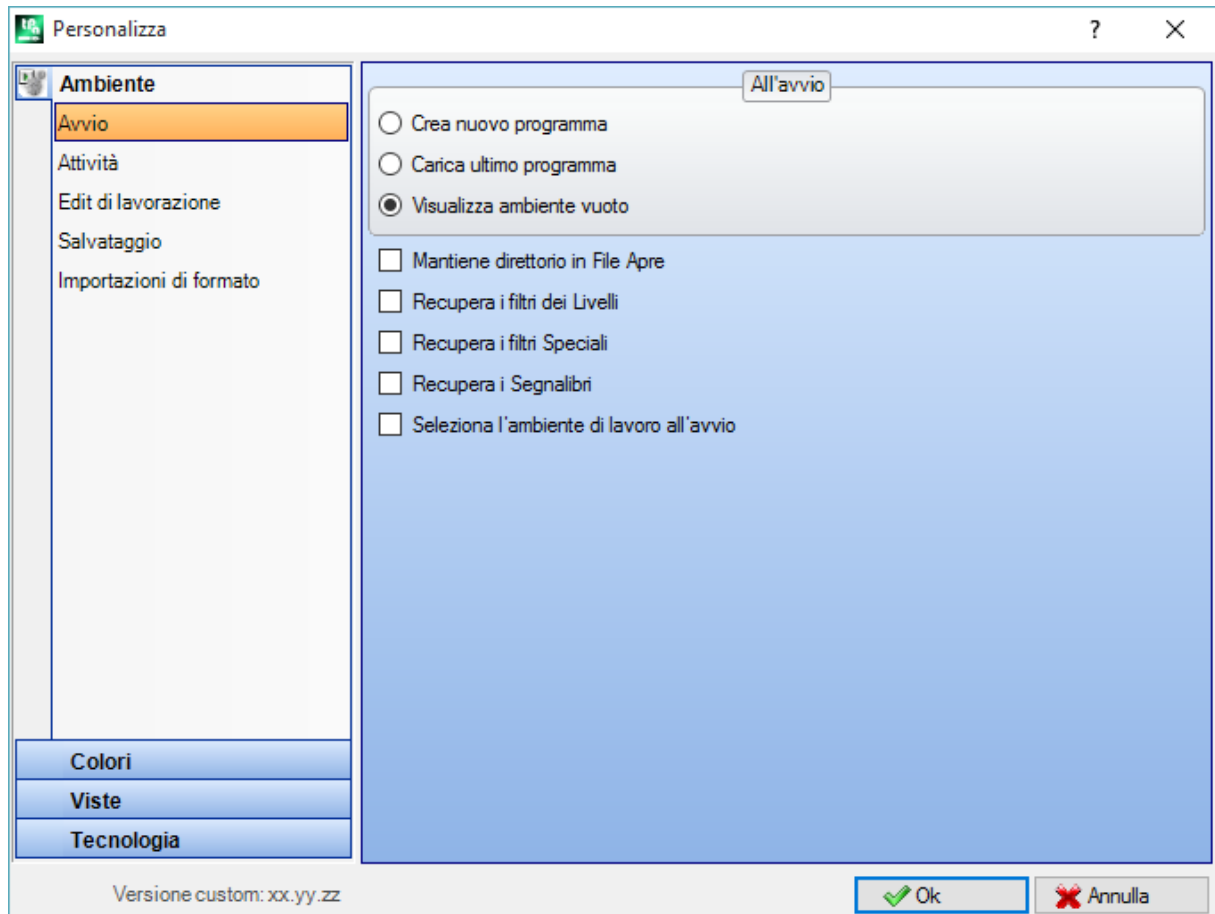 Personalizza
?
Ambiente
Avvio
Attività
Edit di lavorazione
Salvataggio
Importazioni di formato
Colori
Viste
Tecnologia
All'avvio
Crea nuovo programma
Carica ultimo programma
Visualizza ambiente vuoto
Mantiene direttorio in File Apre
Recupera i filtri dei Livelli
Recupera i filtri Speciali
Recupera i Segnalibri
Seleziona l'ambiente di lavoro all'avvio
Versione custom: xx.yy.zz
Ok
Annulla